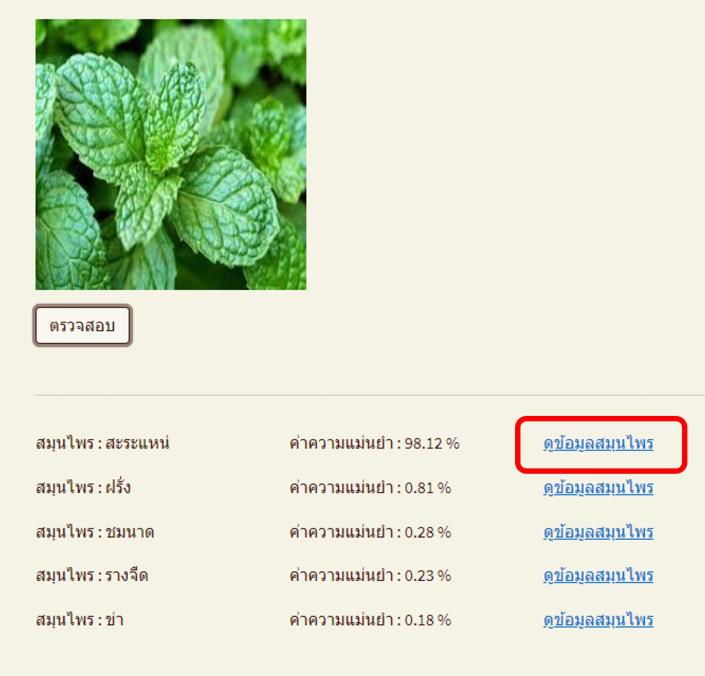 ตรวจสอบ
สมุนไพร : สะระแหน่ ค่าความแม่นยำ : 98.12 % ดูข้อมูลสมุนไพร
สมุนไพร : ฝรั่ง ค่าความแม่นยำ : 0.81 % ดูข้อมูลสมุนไพร
สมุนไพร : ชมนาด ค่าความแม่นยำ : 0.28 % ดูข้อมูลสมุนไพร
สมุนไพร : รางจืด ค่าความแม่นยำ : 0.23 % ดูข้อมูลสมุนไพร
สมุนไพร : ข่า ค่าความแม่นยำ : 0.18 % ดูข้อมูลสมุนไพร